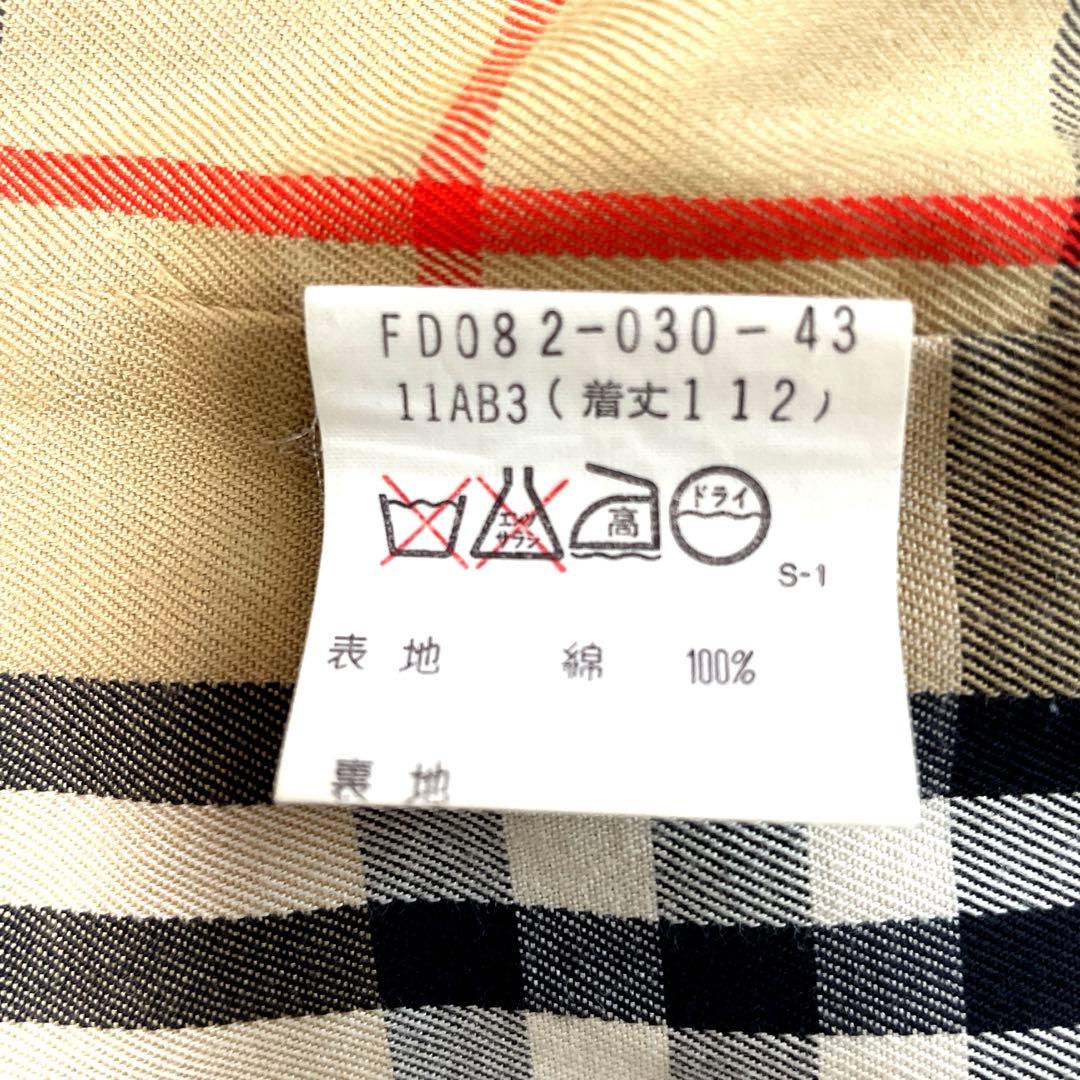 FD082-030-43
11AB3(着丈112)
エンソ サラシ 高 ドライ
S-1
表地 綿 100%
裏地